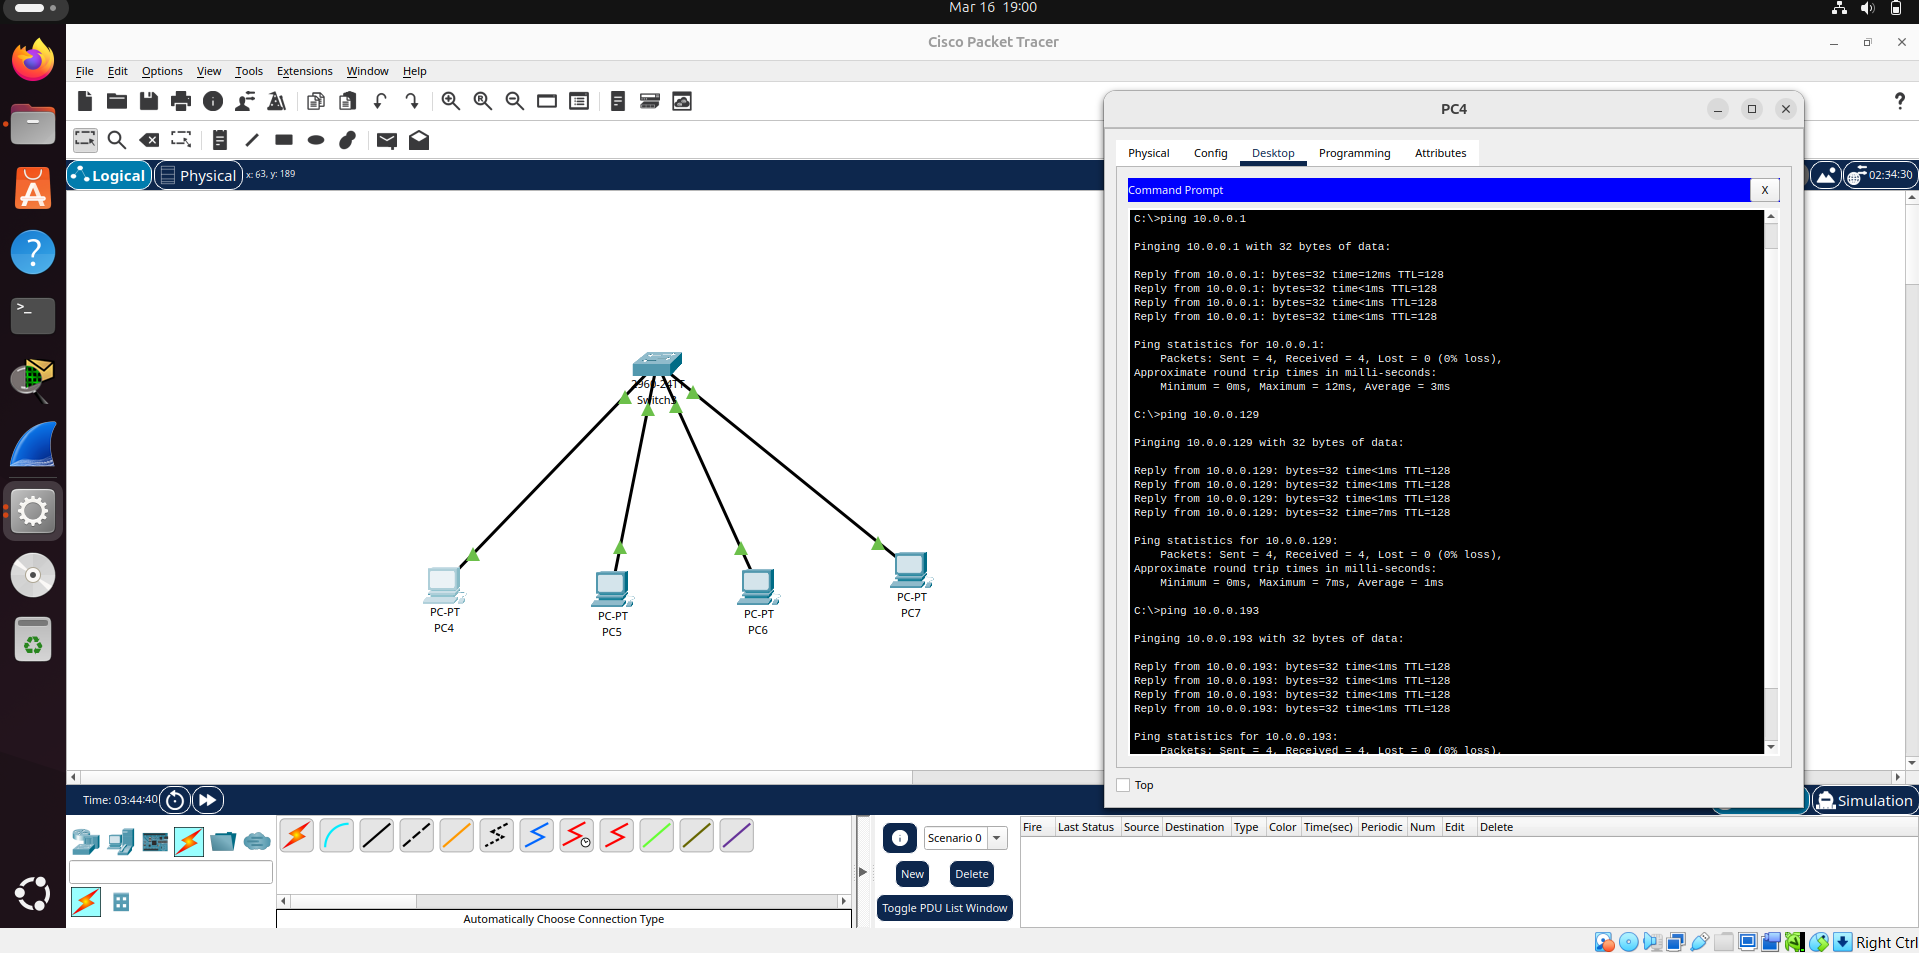 Mar 16 19:00
Cisco Packet Tracer
File Edit Options View Tools Extensions Window Help
Logical
Physical
x: 63, y: 189
02:34:30
2960-24TT
Switch3
PC-PT
PC4
PC-PT
PC5
PC-PT
PC6
PC-PT
PC7
PC4
Physical Config Desktop Programming Attributes
Command Prompt
X
C:\>ping 10.0.0.1
Pinging 10.0.0.1 with 32 bytes of data:
Reply from 10.0.0.1: bytes=32 time=12ms TTL=128
Reply from 10.0.0.1: bytes=32 time<1ms TTL=128
Reply from 10.0.0.1: bytes=32 time<1ms TTL=128
Reply from 10.0.0.1: bytes=32 time<1ms TTL=128
Ping statistics for 10.0.0.1:
Packets: Sent = 4, Received = 4, Lost = 0 (0% loss),
Approximate round trip times in milli-seconds:
Minimum = 0ms, Maximum = 12ms, Average = 3ms
C:\>ping 10.0.0.129
Pinging 10.0.0.129 with 32 bytes of data:
Reply from 10.0.0.129: bytes=32 time<1ms TTL=128
Reply from 10.0.0.129: bytes=32 time<1ms TTL=128
Reply from 10.0.0.129: bytes=32 time<1ms TTL=128
Reply from 10.0.0.129: bytes=32 time=7ms TTL=128
Ping statistics for 10.0.0.129:
Packets: Sent = 4, Received = 4, Lost = 0 (0% loss),
Approximate round trip times in milli-seconds:
Minimum = 0ms, Maximum = 7ms, Average = 1ms
C:\>ping 10.0.0.193
Pinging 10.0.0.193 with 32 bytes of data:
Reply from 10.0.0.193: bytes=32 time<1ms TTL=128
Reply from 10.0.0.193: bytes=32 time<1ms TTL=128
Reply from 10.0.0.193: bytes=32 time<1ms TTL=128
Reply from 10.0.0.193: bytes=32 time<1ms TTL=128
Ping statistics for 10.0.0.193:
Packets: Sent = 4, Received = 4, Lost = 0 (0% loss),
Top
Time: 03:44:40
Simulation
Scenario 0
New
Delete
Toggle PDU List Window
Fire Last Status Source Destination Type Color Time(sec) Periodic Num Edit Delete
Automatically Choose Connection Type
Right Ctrl